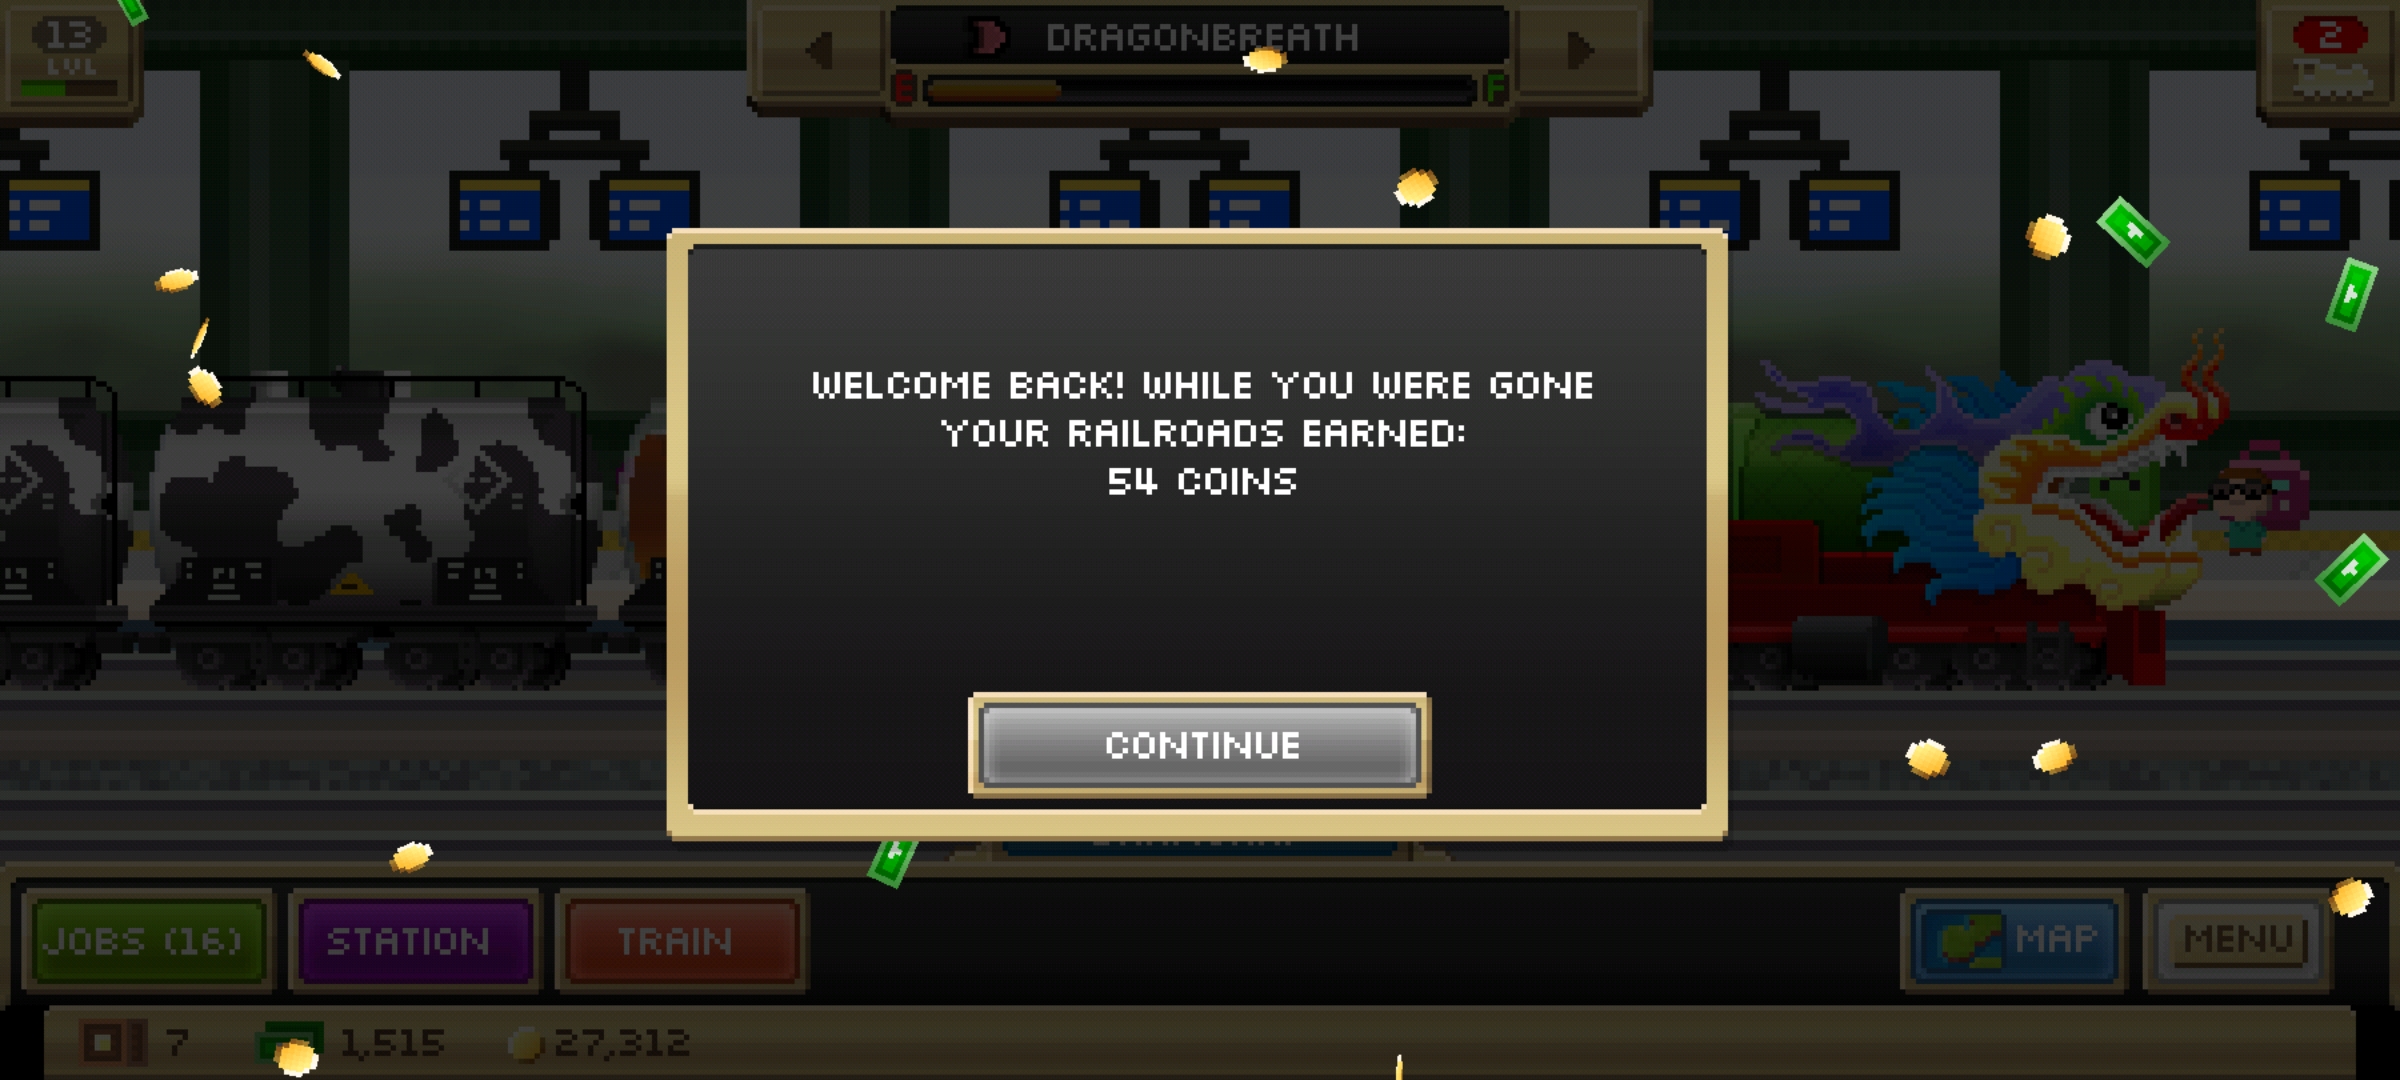 13
LVL
DRAGONBREATH
E
F
2
WELCOME BACK! WHILE YOU WERE GONE
YOUR RAILROADS EARNED:
54 COINS
CONTINUE
JOBS (16)
STATION
TRAIN
MAP
MENU
7
1,515
27,312